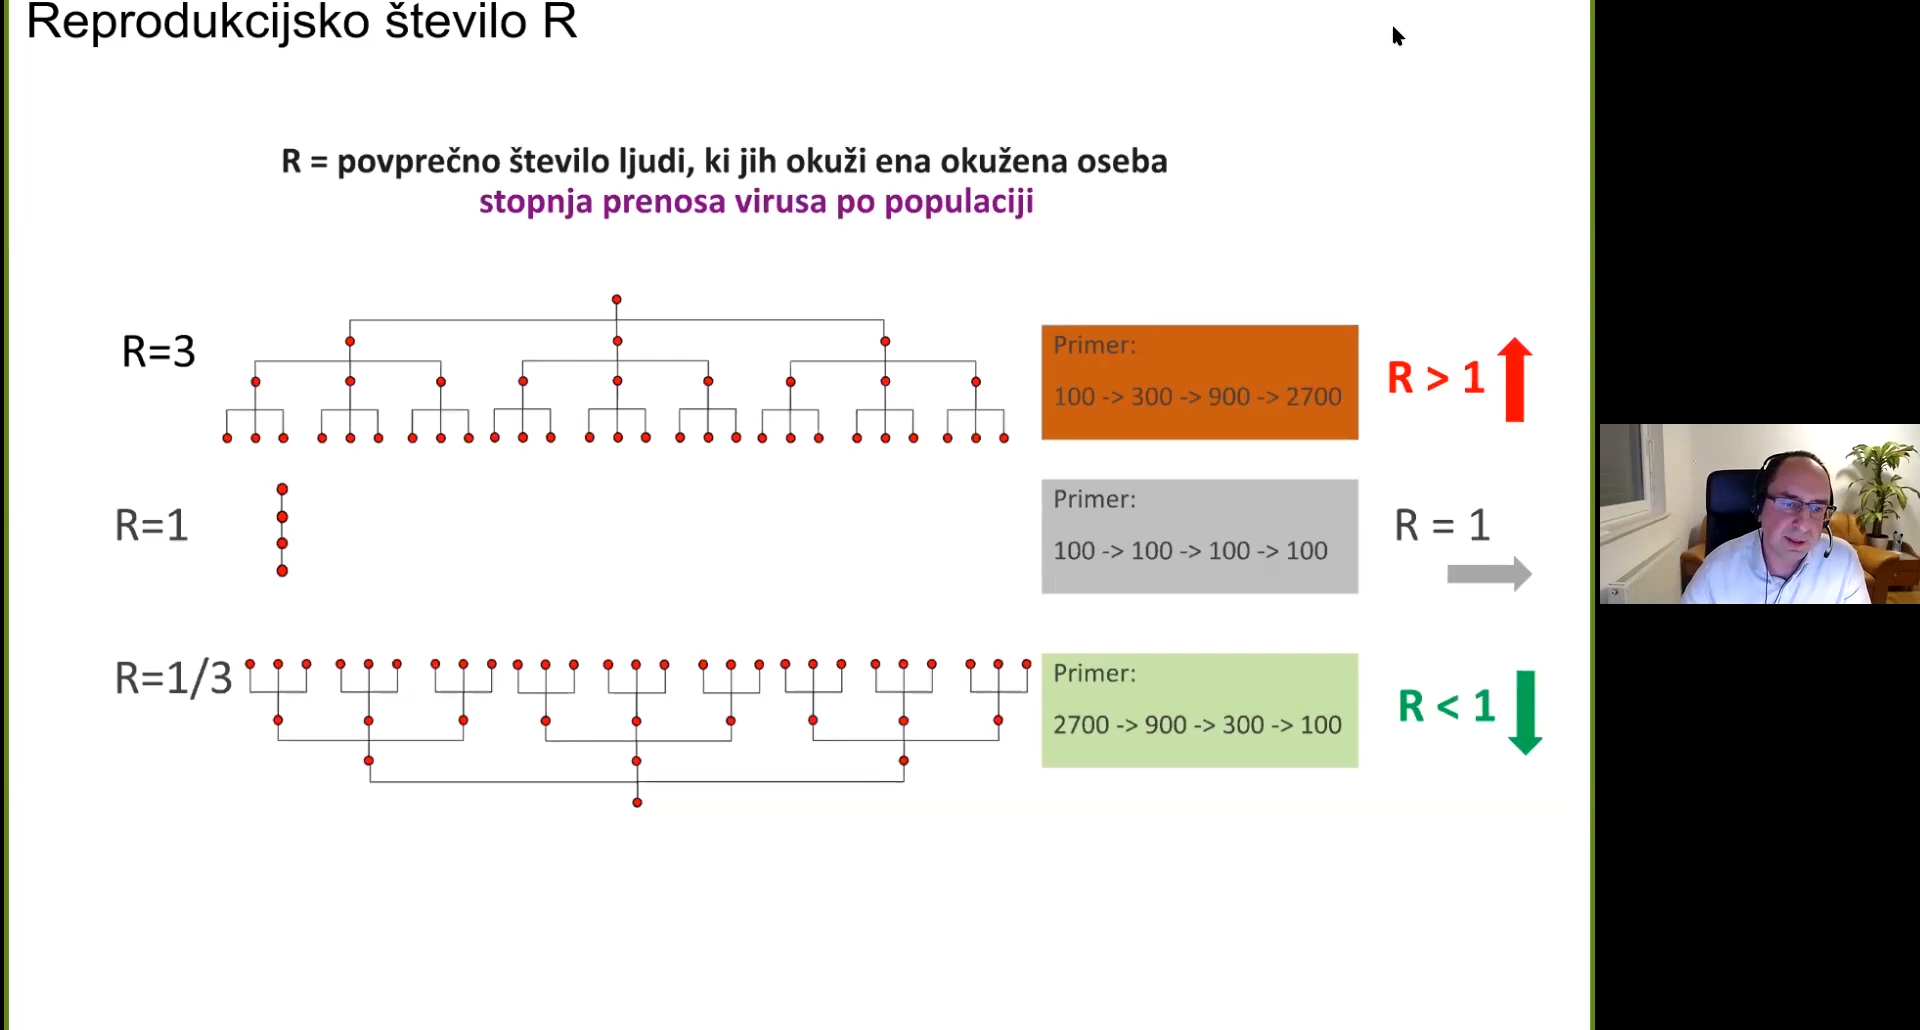 Reprodukcijsko število R
R = povprečno število ljudi, ki jih okuži ena okužena oseba
stopnja prenosa virusa po populaciji
R=3
Primer:
100 -> 300 -> 900 -> 2700
R > 1
R=1
Primer:
100 -> 100 -> 100 -> 100
R = 1
R=1/3
Primer:
2700 -> 900 -> 300 -> 100
R < 1